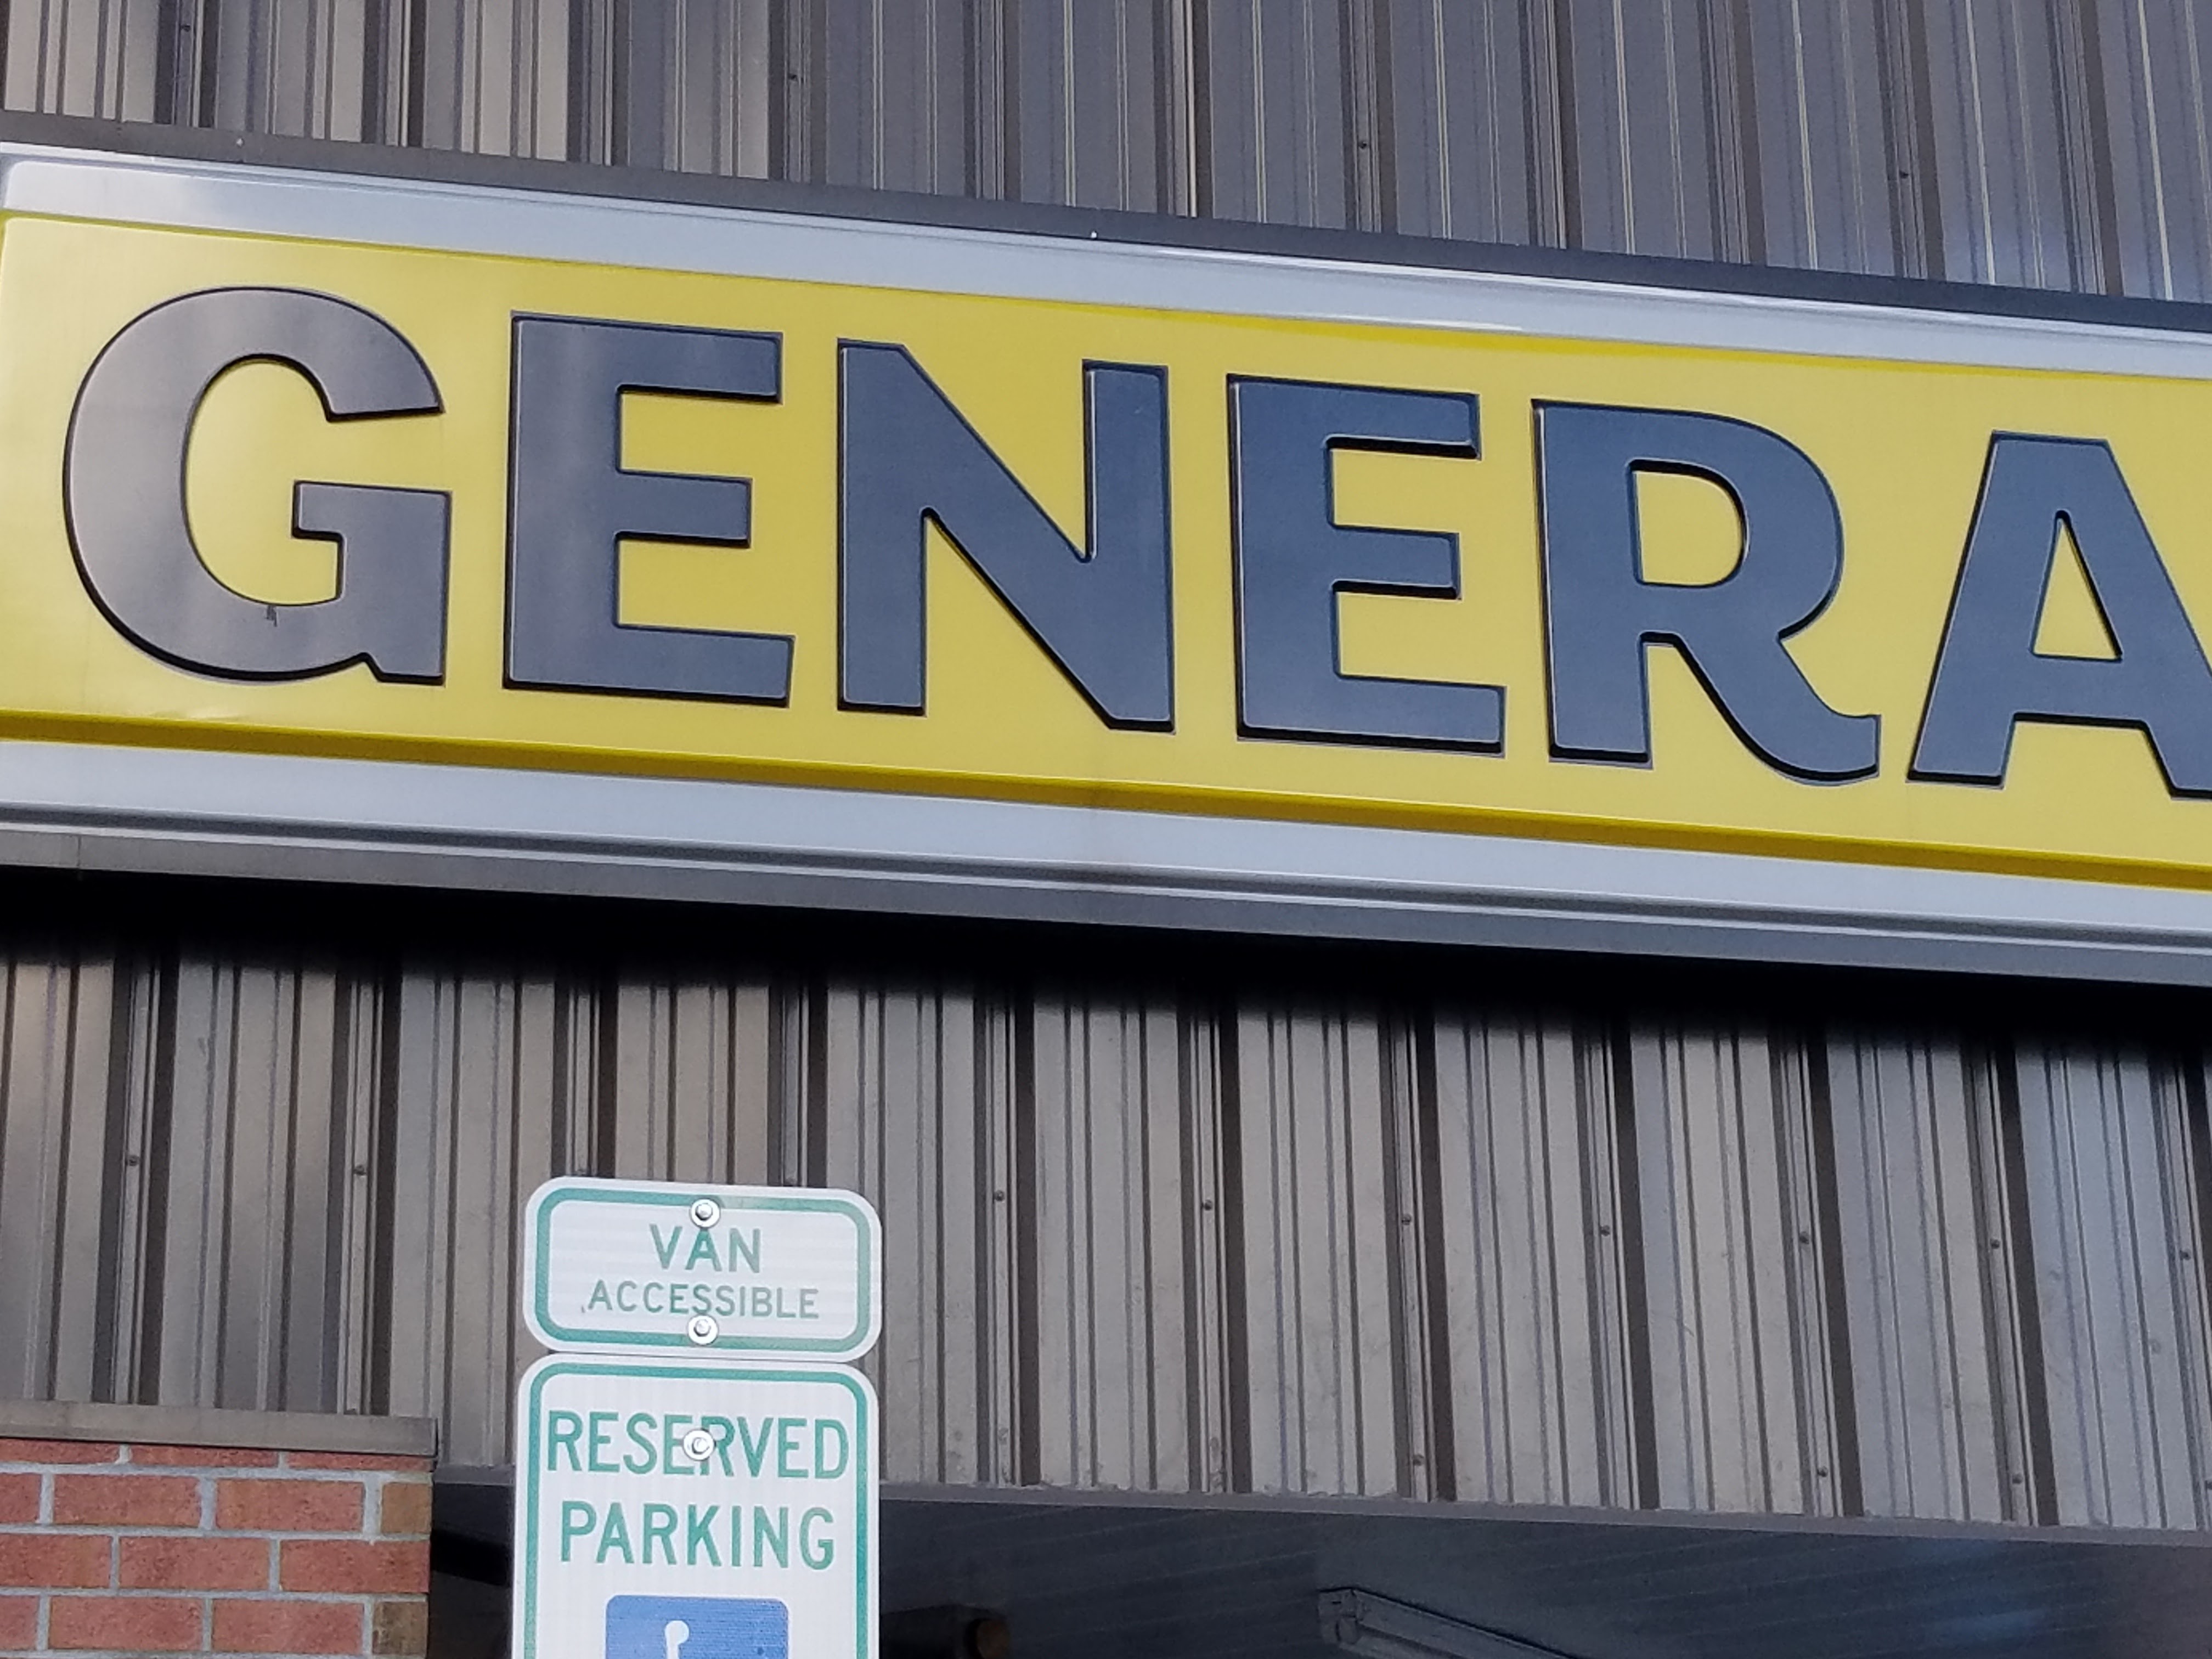 GENERA
VAN
ACCESSIBLE
RESERVED
PARKING